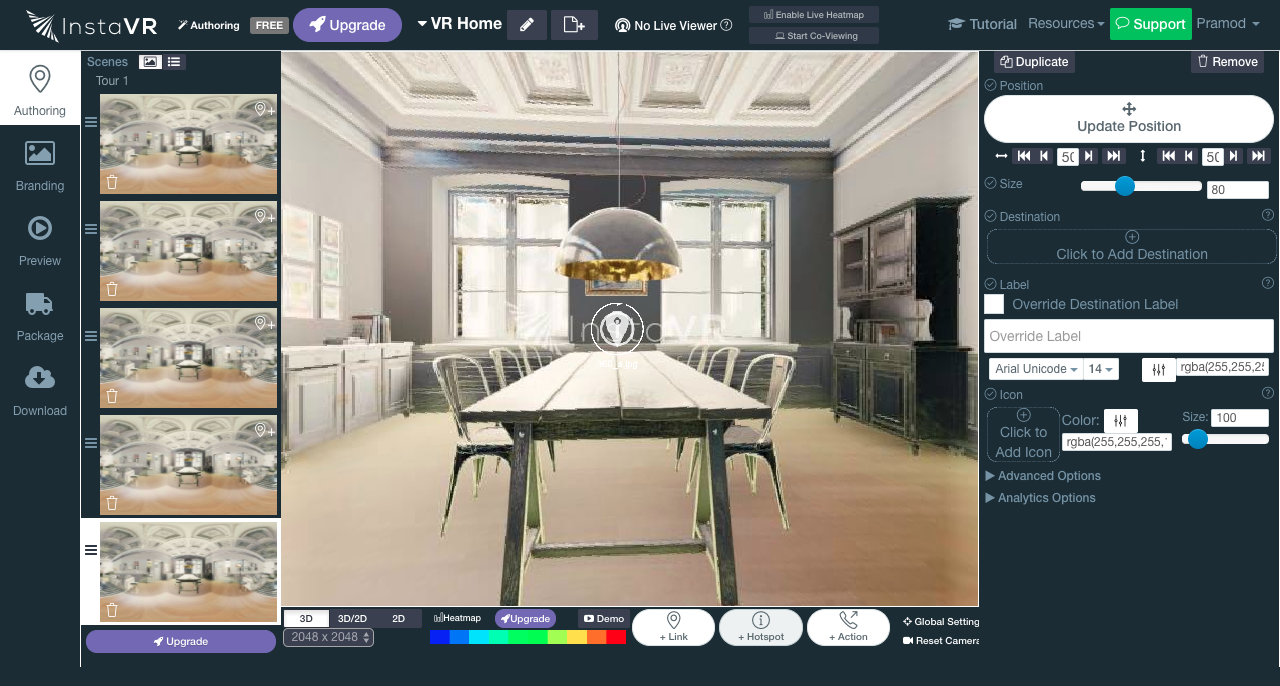 InstaVR
Authoring
FREE
Upgrade
VR Home
No Live Viewer
Enable Live Heatmap
Start Co-Viewing
Tutorial
Resources
Support
Pramod
Authoring
Branding
Preview
Package
Download
Scenes
Tour 1
Upgrade
InstaVR
3D
3D/2D
2D
2048 x 2048
Heatmap
Upgrade
Demo
+ Link
+ Hotspot
+ Action
Global Setting
Reset Camera
Duplicate
Remove
Position
Update Position
50
50
Size
80
Destination
Click to Add Destination
Label
Override Destination Label
Override Label
Arial Unicode
14
rgba(255,255,25
Icon
Click to
Add Icon
Color:
rgba(255,255,255,
Size:
100
Advanced Options
Analytics Options